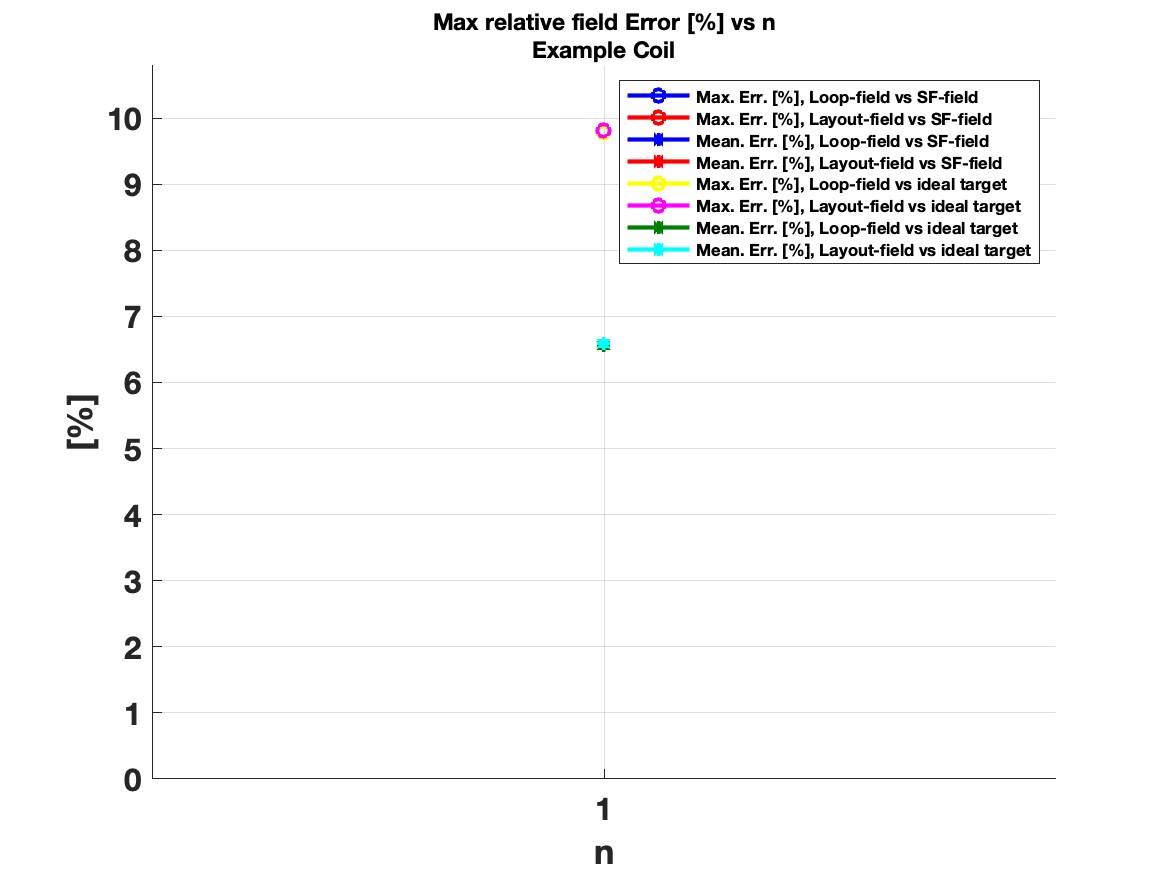 Max relative field Error [%] vs n
Example Coil
Max. Err. [%], Loop-field vs SF-field
Max. Err. [%], Layout-field vs SF-field
Mean. Err. [%], Loop-field vs SF-field
Mean. Err. [%], Layout-field vs SF-field
Max. Err. [%], Loop-field vs ideal target
Max. Err. [%], Layout-field vs ideal target
Mean. Err. [%], Loop-field vs ideal target
Mean. Err. [%], Layout-field vs ideal target
10
9
8
7
6
5
4
3
2
1
0
[%]
1
n